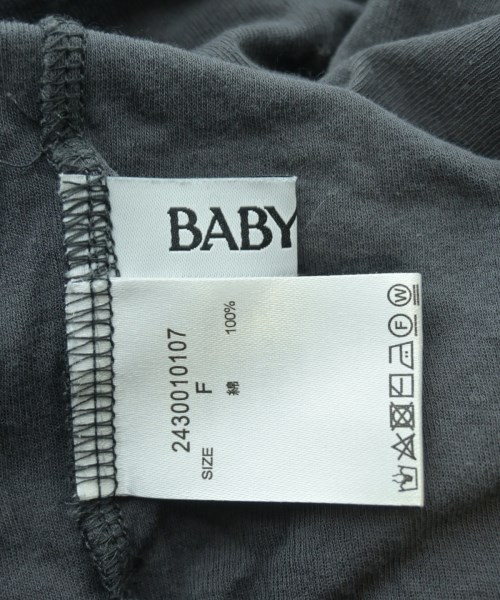 BABY
2430010107
SIZE F
綿 100%
W
F